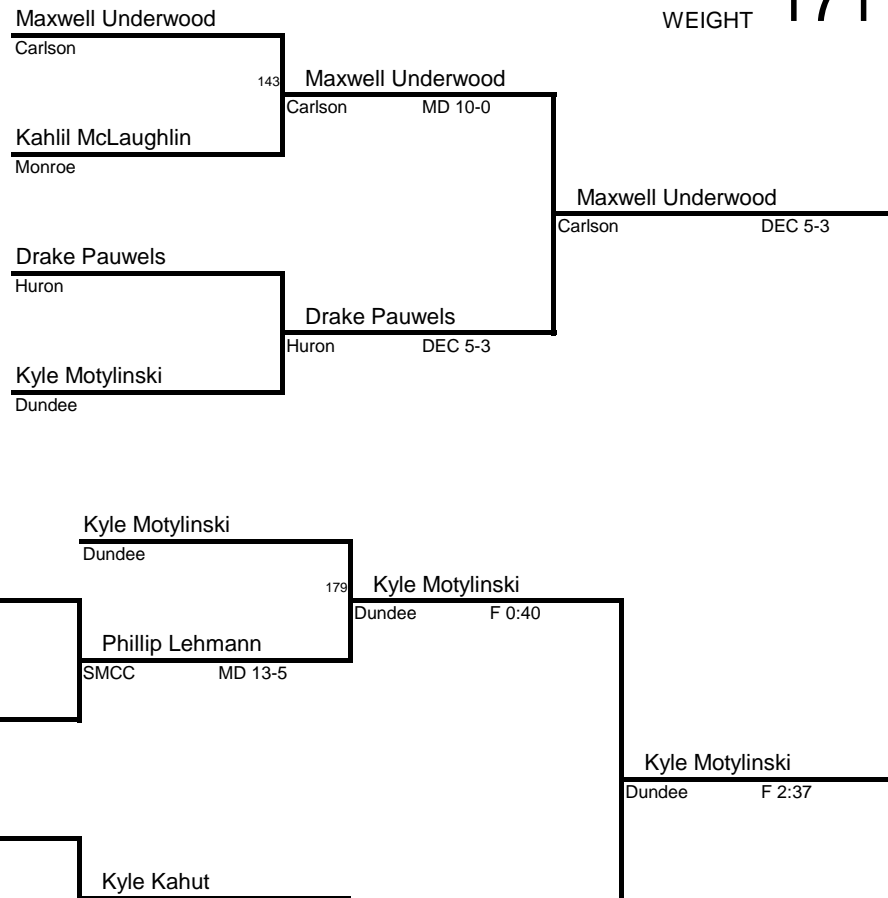 Maxwell Underwood
WEIGHT 171
Carlson
143 Maxwell Underwood
Carlson MD 10-0
Kahlil McLaughlin
Monroe
Maxwell Underwood
Carlson DEC 5-3
Drake Pauwels
Huron
Drake Pauwels
Huron DEC 5-3
Kyle Motylinski
Dundee
Kyle Motylinski
Dundee
179 Kyle Motylinski
Dundee F 0:40
Phillip Lehmann
SMCC MD 13-5
Kyle Motylinski
Dundee F 2:37
Kyle Kahut